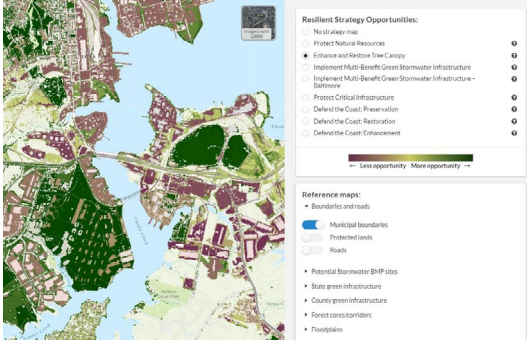 Imagery with
Labels
Resilient Strategy Opportunities:
No strategy map
Protect Natural Resources
Enhance and Restore Tree Canopy
Implement Multi-Benefit Green Stormwater Infrastructure
Implement Multi-Benefit Green Stormwater Infrastructure –
Baltimore
Protect Critical Infrastructure
Defend the Coast: Preservation
Defend the Coast: Restoration
Defend the Coast: Enhancement
← Less opportunity More opportunity →
Reference maps:
Boundaries and roads
Municipal boundaries
Protected lands
Roads
Potential Stormwater BMP sites
State green infrastructure
County green infrastructure
Forest cores/corridors
Floodplains